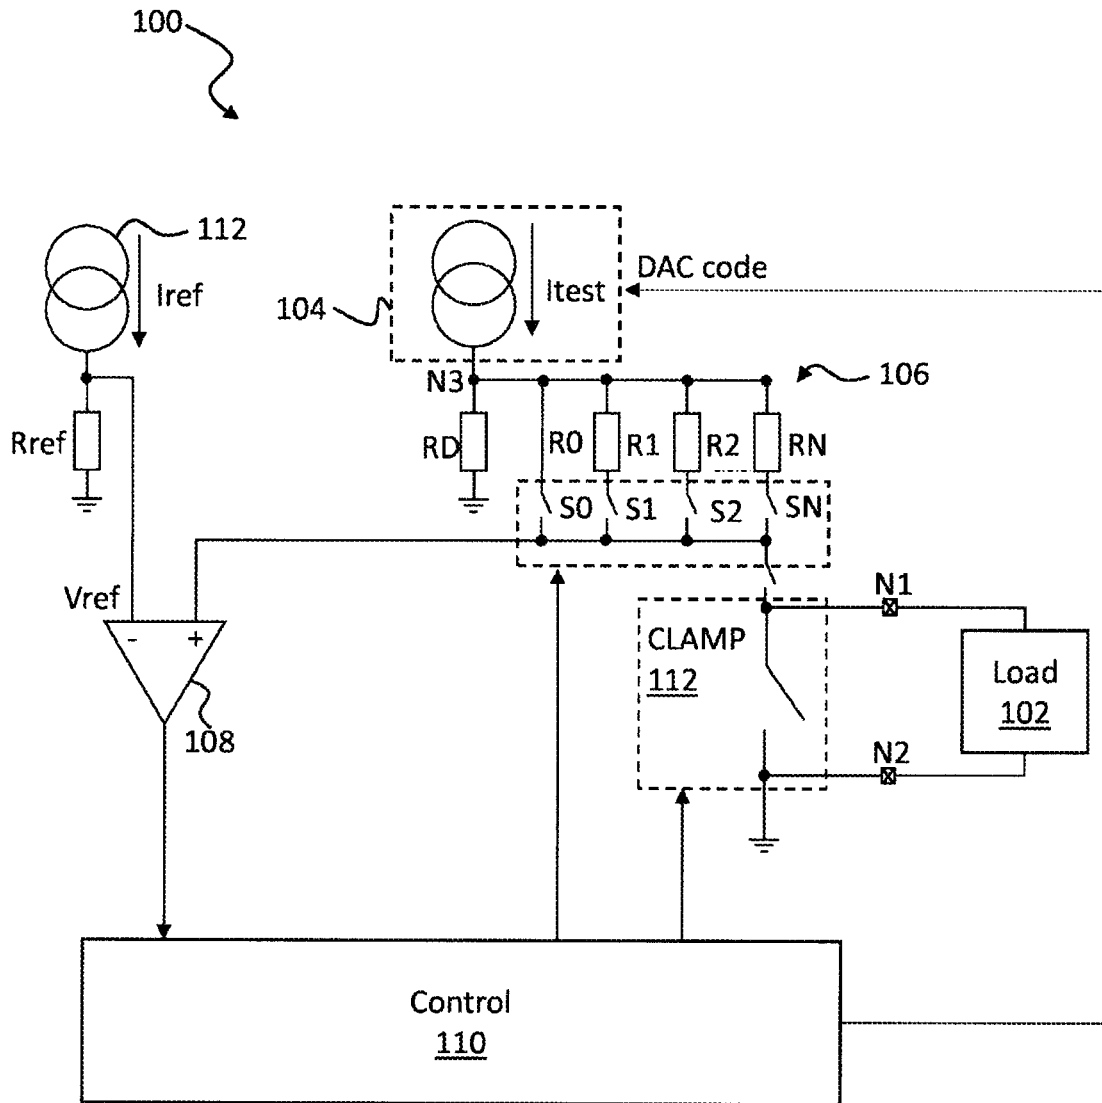 100
112
Iref
104
Itest
DAC code
N3
106
Rref
RD
R0
R1
R2
RN
S0
S1
S2
SN
Vref
-
+
N1
CLAMP
112
Load
102
108
N2
Control
110